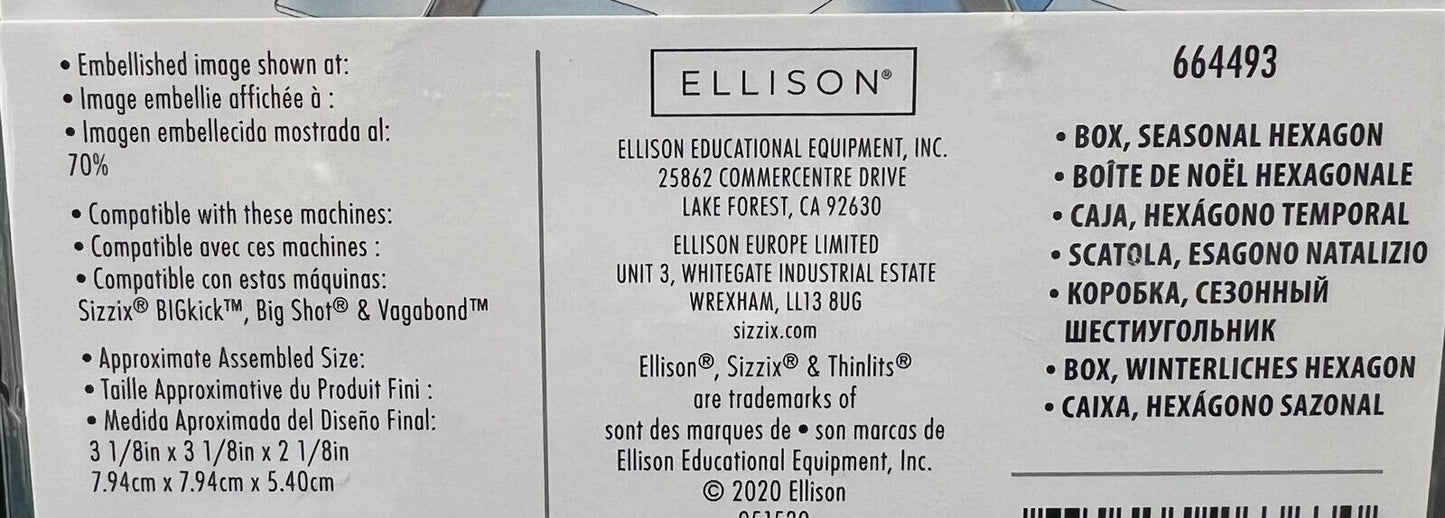 • Embellished image shown at:
• Image embellie affichée à :
• Imagen embellecida mostrada al:
70%
• Compatible with these machines:
• Compatible avec ces machines :
• Compatible con estas máquinas:
Sizzix® BIGkick™, Big Shot® & Vagabond™
• Approximate Assembled Size:
• Taille Approximative du Produit Fini :
• Medida Aproximada del Diseño Final:
3 1/8in x 3 1/8in x 2 1/8in
7.94cm x 7.94cm x 5.40cm
ELLISON®
ELLISON EDUCATIONAL EQUIPMENT, INC.
25862 COMMERCENTRE DRIVE
LAKE FOREST, CA 92630
ELLISON EUROPE LIMITED
UNIT 3, WHITEGATE INDUSTRIAL ESTATE
WREXHAM, LL13 8UG
sizzix.com
Ellison®, Sizzix® & Thinlits®
are trademarks of
sont des marques de • son marcas de
Ellison Educational Equipment, Inc.
© 2020 Ellison
664493
• BOX, SEASONAL HEXAGON
• BOÎTE DE NOËL HEXAGONALE
• CAJA, HEXÁGONO TEMPORAL
• SCATOLA, ESAGONO NATALIZIO
• КОРОБКА, СЕЗОННЫЙ
ШЕСТИУГОЛЬНИК
• BOX, WINTERLICHES HEXAGON
• CAIXA, HEXÁGONO SAZONAL